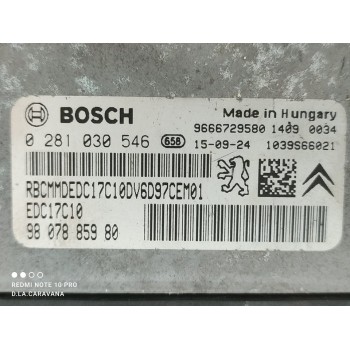 BOSCH
Made in Hungary
9666729580 1409 0034
0 281 030 546 658
15-09-24 1039S66021
RBCMMDEDC17C10DV6D97CEM01
EDC17C10
98 078 859 80
REDMI NOTE 10 PRO
D.LA.CARAVANA